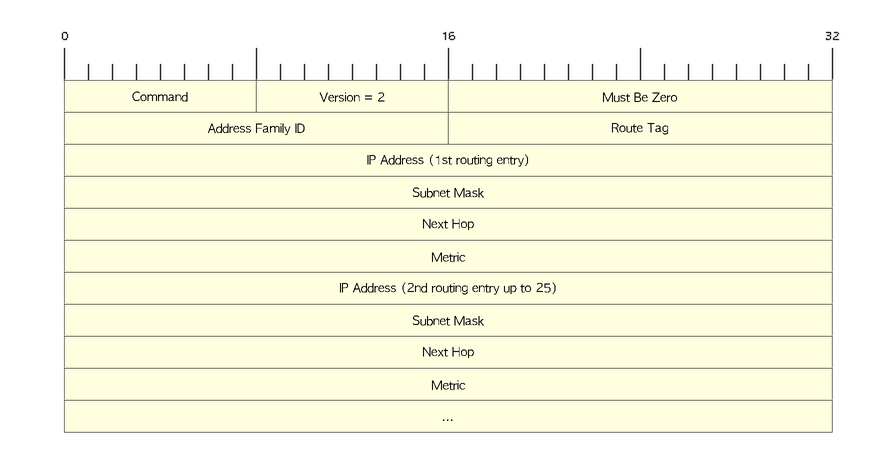 0 16 32
Command Version = 2 Must Be Zero
Address Family ID Route Tag
IP Address (1st routing entry)
Subnet Mask
Next Hop
Metric
IP Address (2nd routing entry up to 25)
Subnet Mask
Next Hop
Metric
...